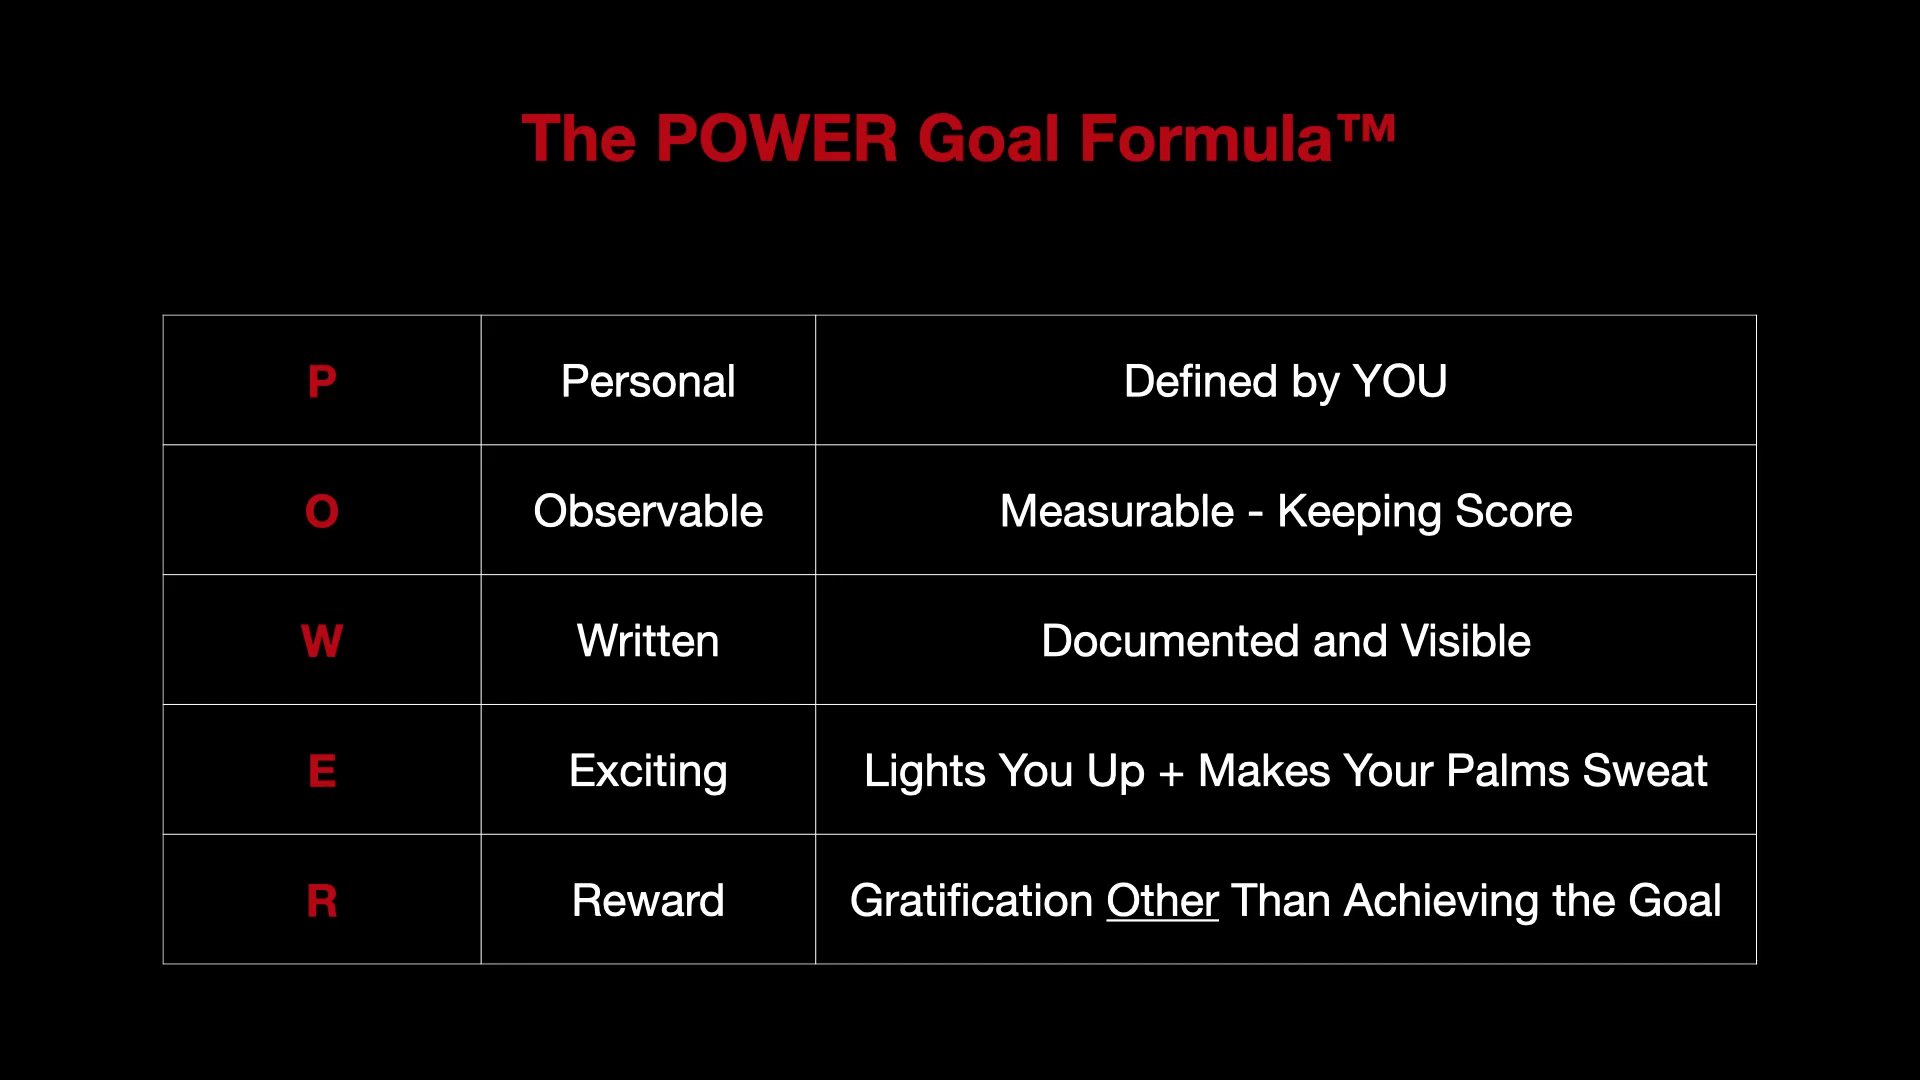 The POWER Goal Formula™
P Personal Defined by YOU
O Observable Measurable - Keeping Score
W Written Documented and Visible
E Exciting Lights You Up + Makes Your Palms Sweat
R Reward Gratification Other Than Achieving the Goal